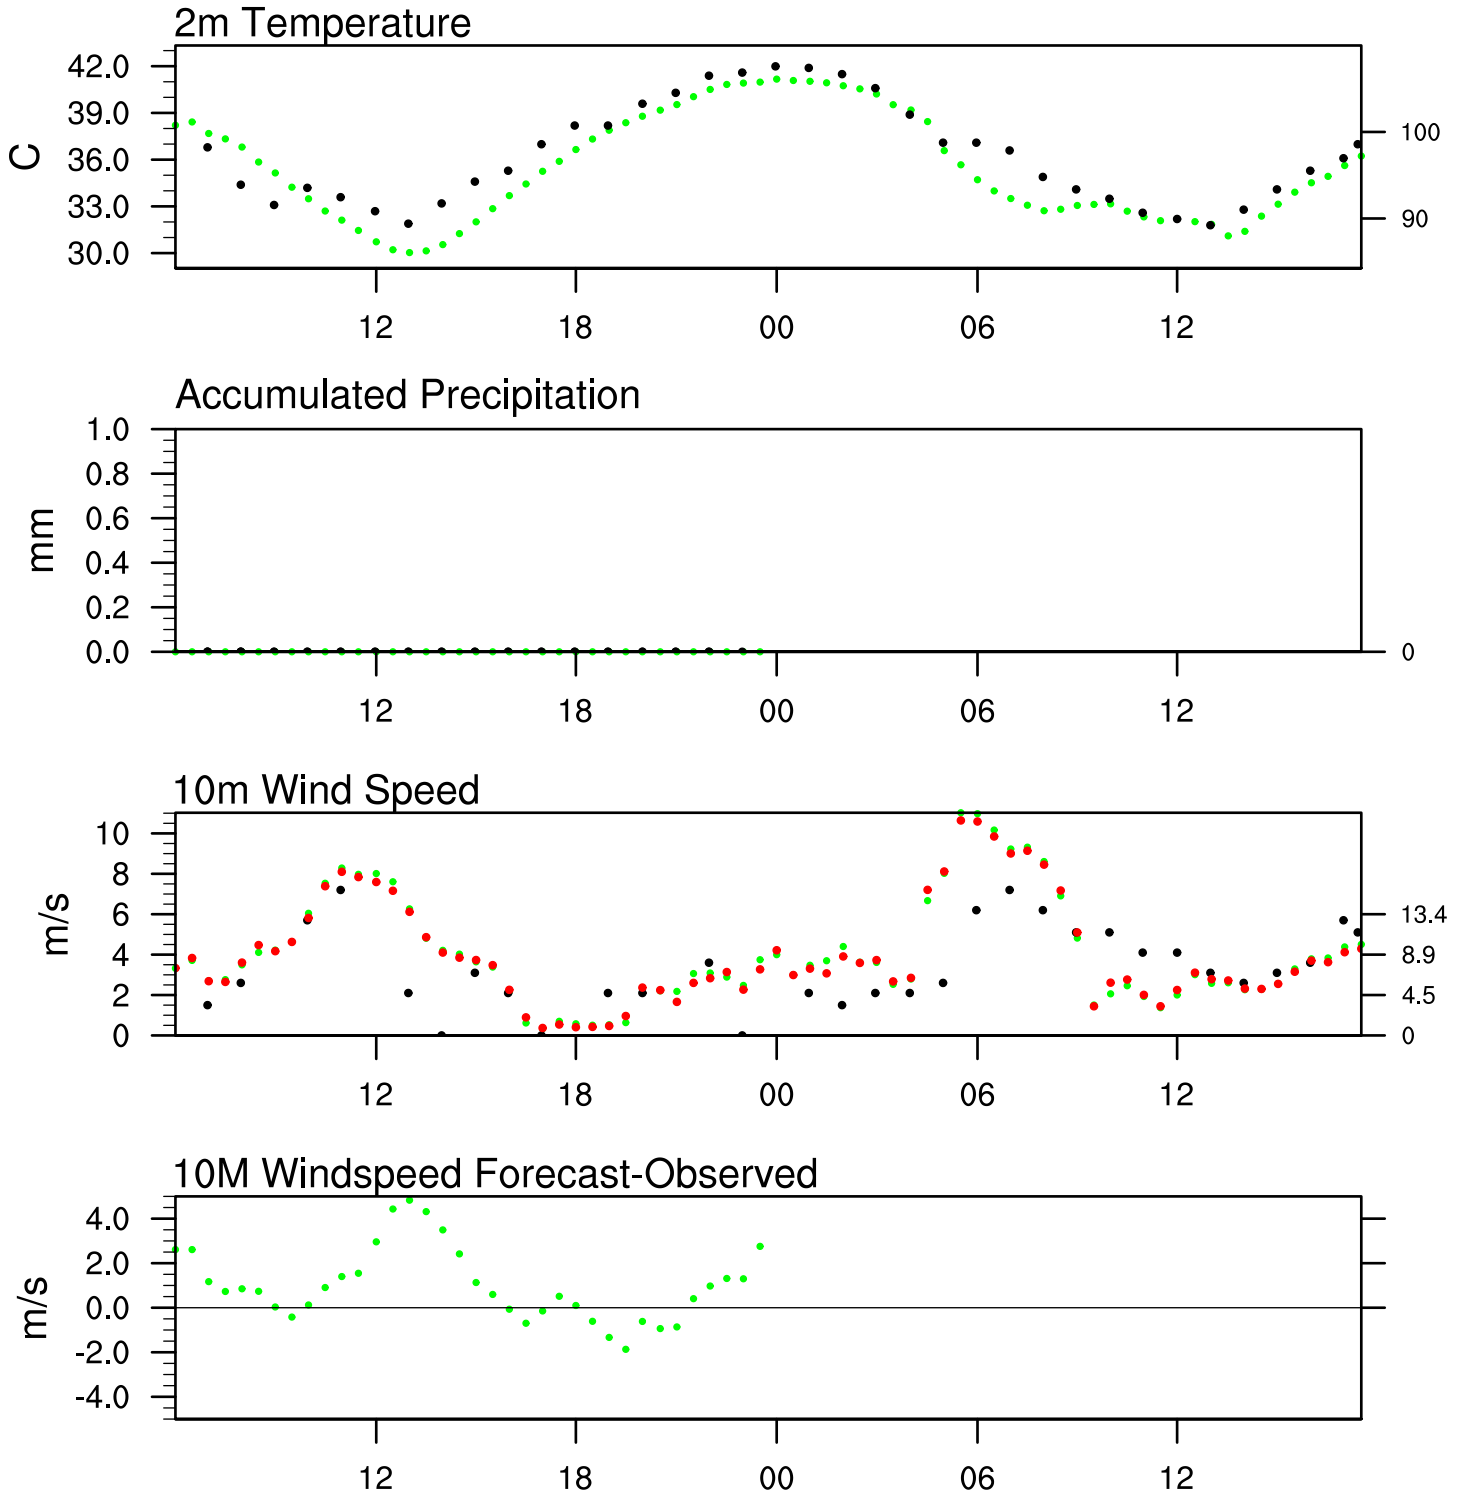 2m Temperature
42.0
39.0
36.0
33.0
30.0
C
100
90
12 18 00 06 12
Accumulated Precipitation
1.0
0.8
0.6
0.4
0.2
0.0
mm
0
12 18 00 06 12
10m Wind Speed
10
8
6
4
2
0
m/s
13.4
8.9
4.5
0
12 18 00 06 12
10M Windspeed Forecast-Observed
4.0
2.0
0.0
-2.0
-4.0
m/s
12 18 00 06 12